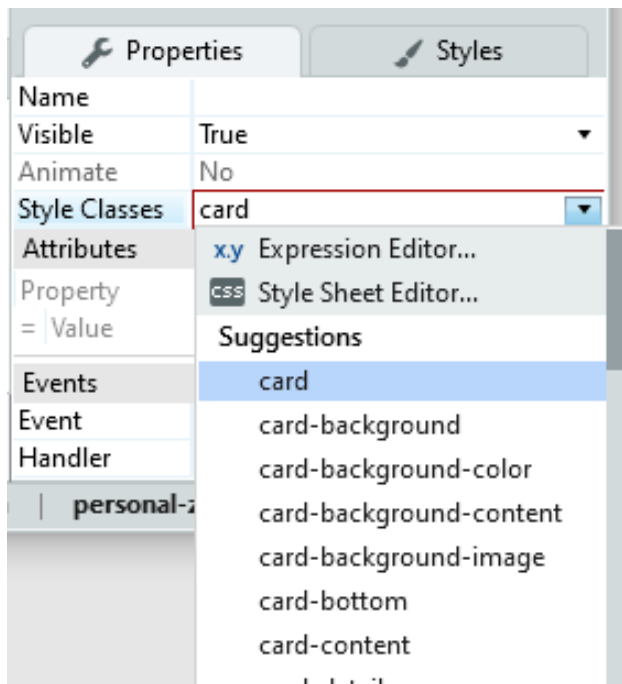 Properties Styles
Name
Visible True
Animate No
Style Classes card
Attributes x.y Expression Editor...
Property css Style Sheet Editor...
= Value Suggestions
Events card
Event card-background
Handler card-background-color
| personal- card-background-content
card-background-image
card-bottom
card-content